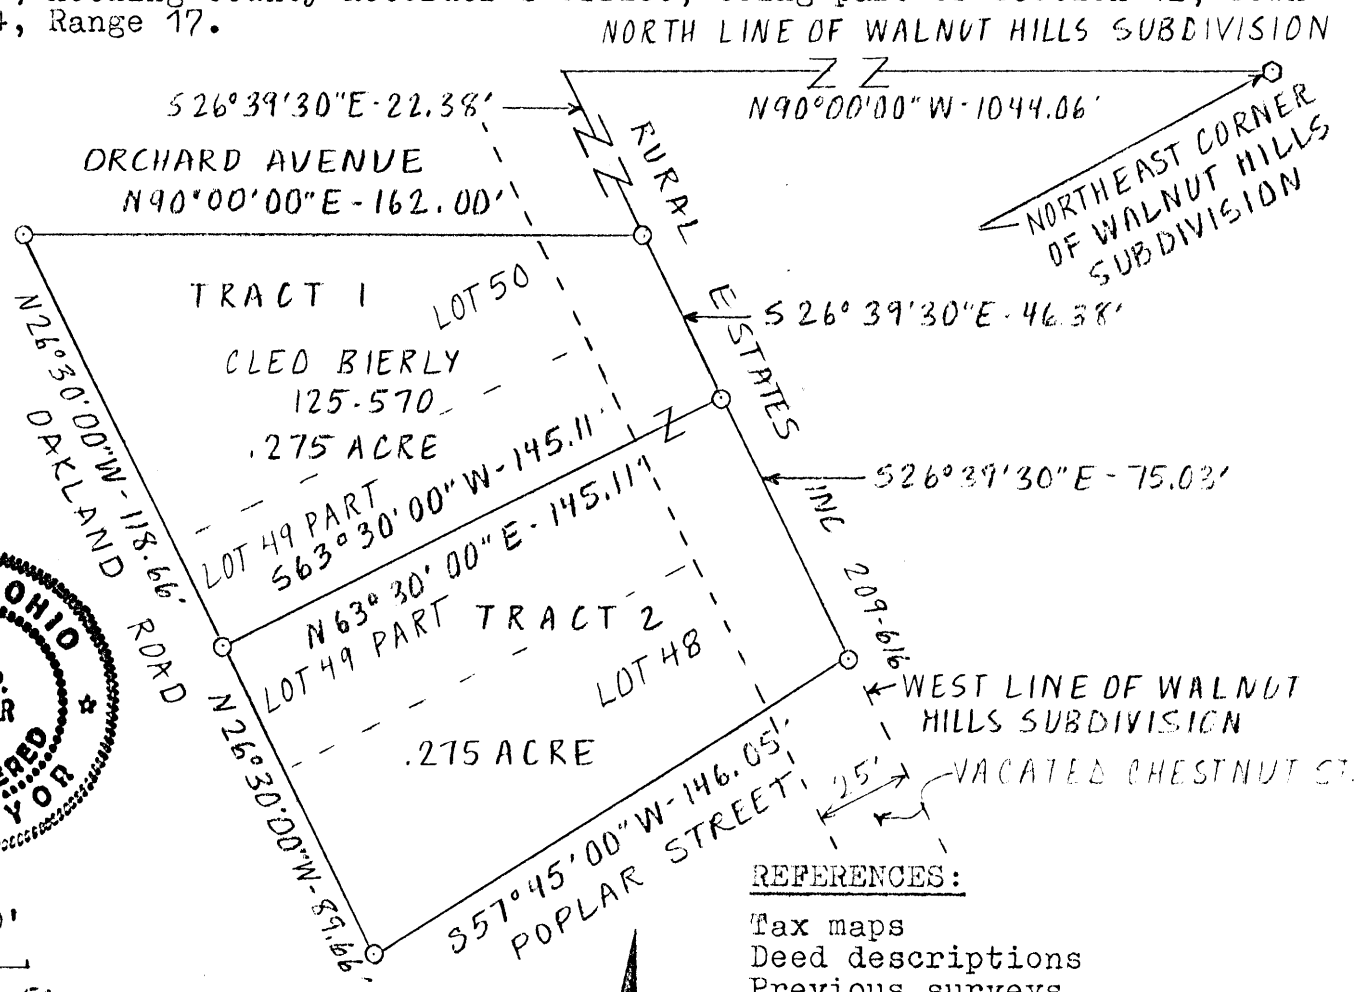 4, Range 17.
NORTH LINE OF WALNUT HILLS SUBDIVISION
S26°39'30"E-22.38'
N90°00'00"W-1044.06'
ORCHARD AVENUE
N90°00'00"E-162.00'
NORTHEAST CORNER
OF WALNUT HILLS
SUBDIVISION
RURAL ESTATES INC 209-616
TRACT 1
LOT 50
S26°39'30"E-46.38'
CLEO BIERLY
125-570
.275 ACRE
N26°30'00"W-118.66'
OAKLAND ROAD
LOT 49 PART
S63°30'00"W-145.11'
S26°39'30"E-75.03'
N63°30'00"E-145.11'
LOT 49 PART
TRACT 2
LOT 48
OHIO
YOR
WEST LINE OF WALNUT
HILLS SUBDIVISION
.275 ACRE
N26°30'00"W-89.66'
25'
VACATED CHESTNUT ST.
S57°45'00"W-146.05'
POPLAR STREET
REFERENCES:
Tax maps
Deed descriptions
Previous surveys